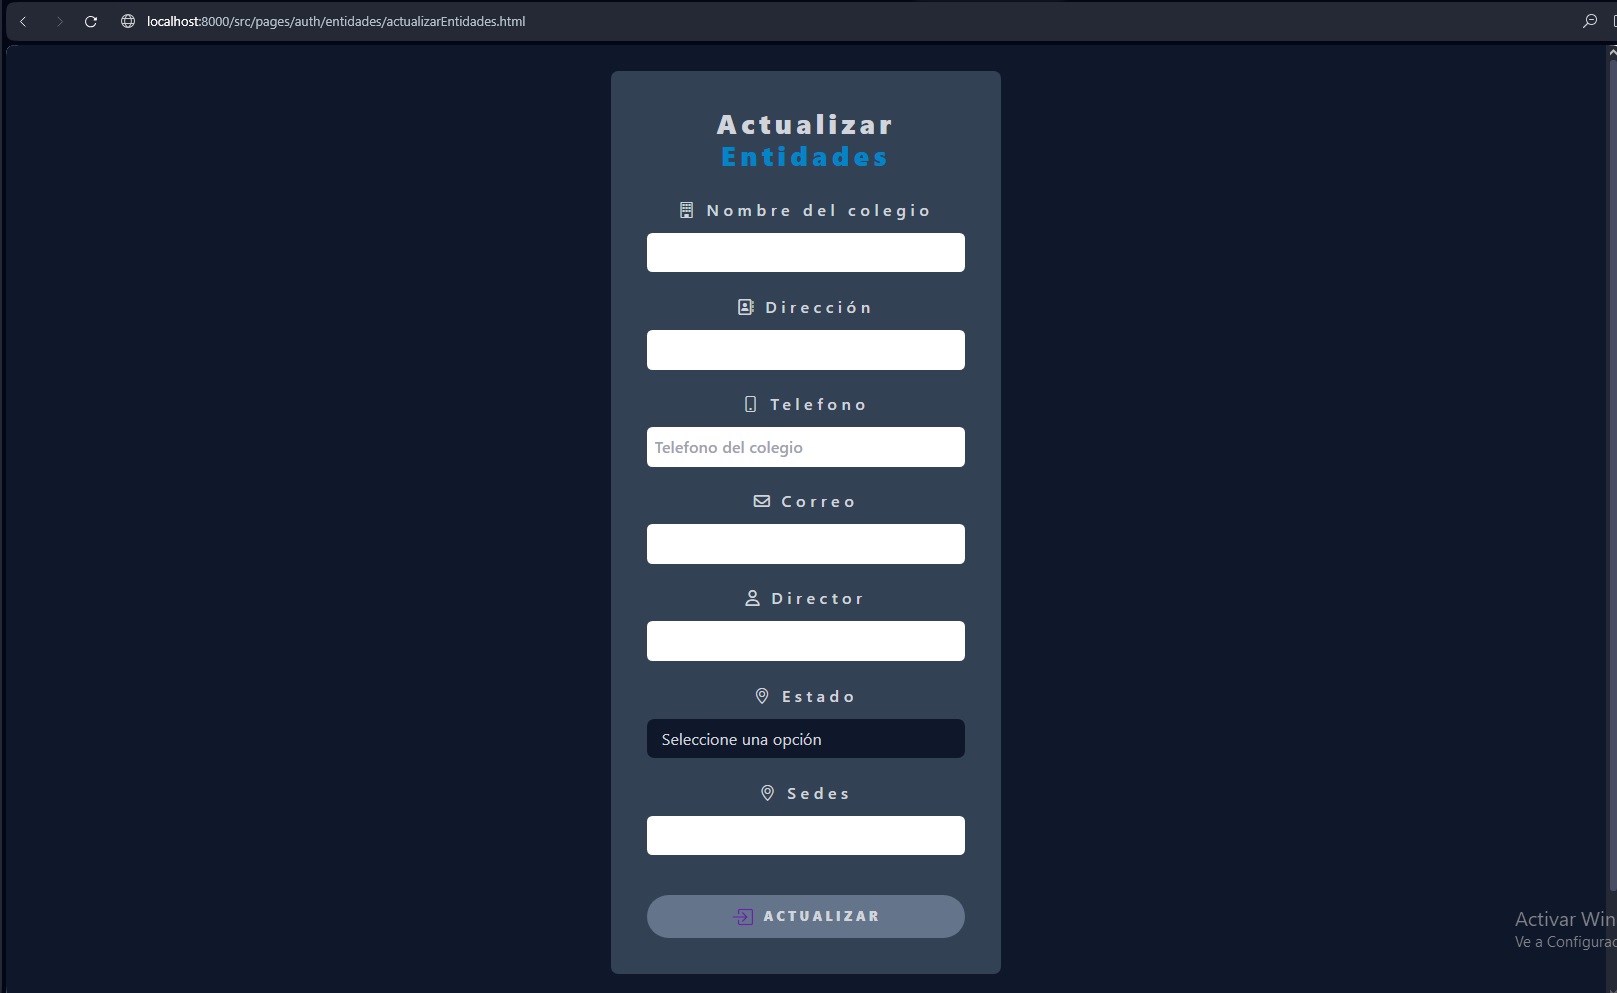 localhost:8000/src/pages/auth/entidades/actualizarEntidades.html
Actualizar
Entidades
Nombre del colegio
Dirección
Telefono
Telefono del colegio
Correo
Director
Estado
Seleccione una opción
Sedes
ACTUALIZAR
Activar Win
Ve a Configurac